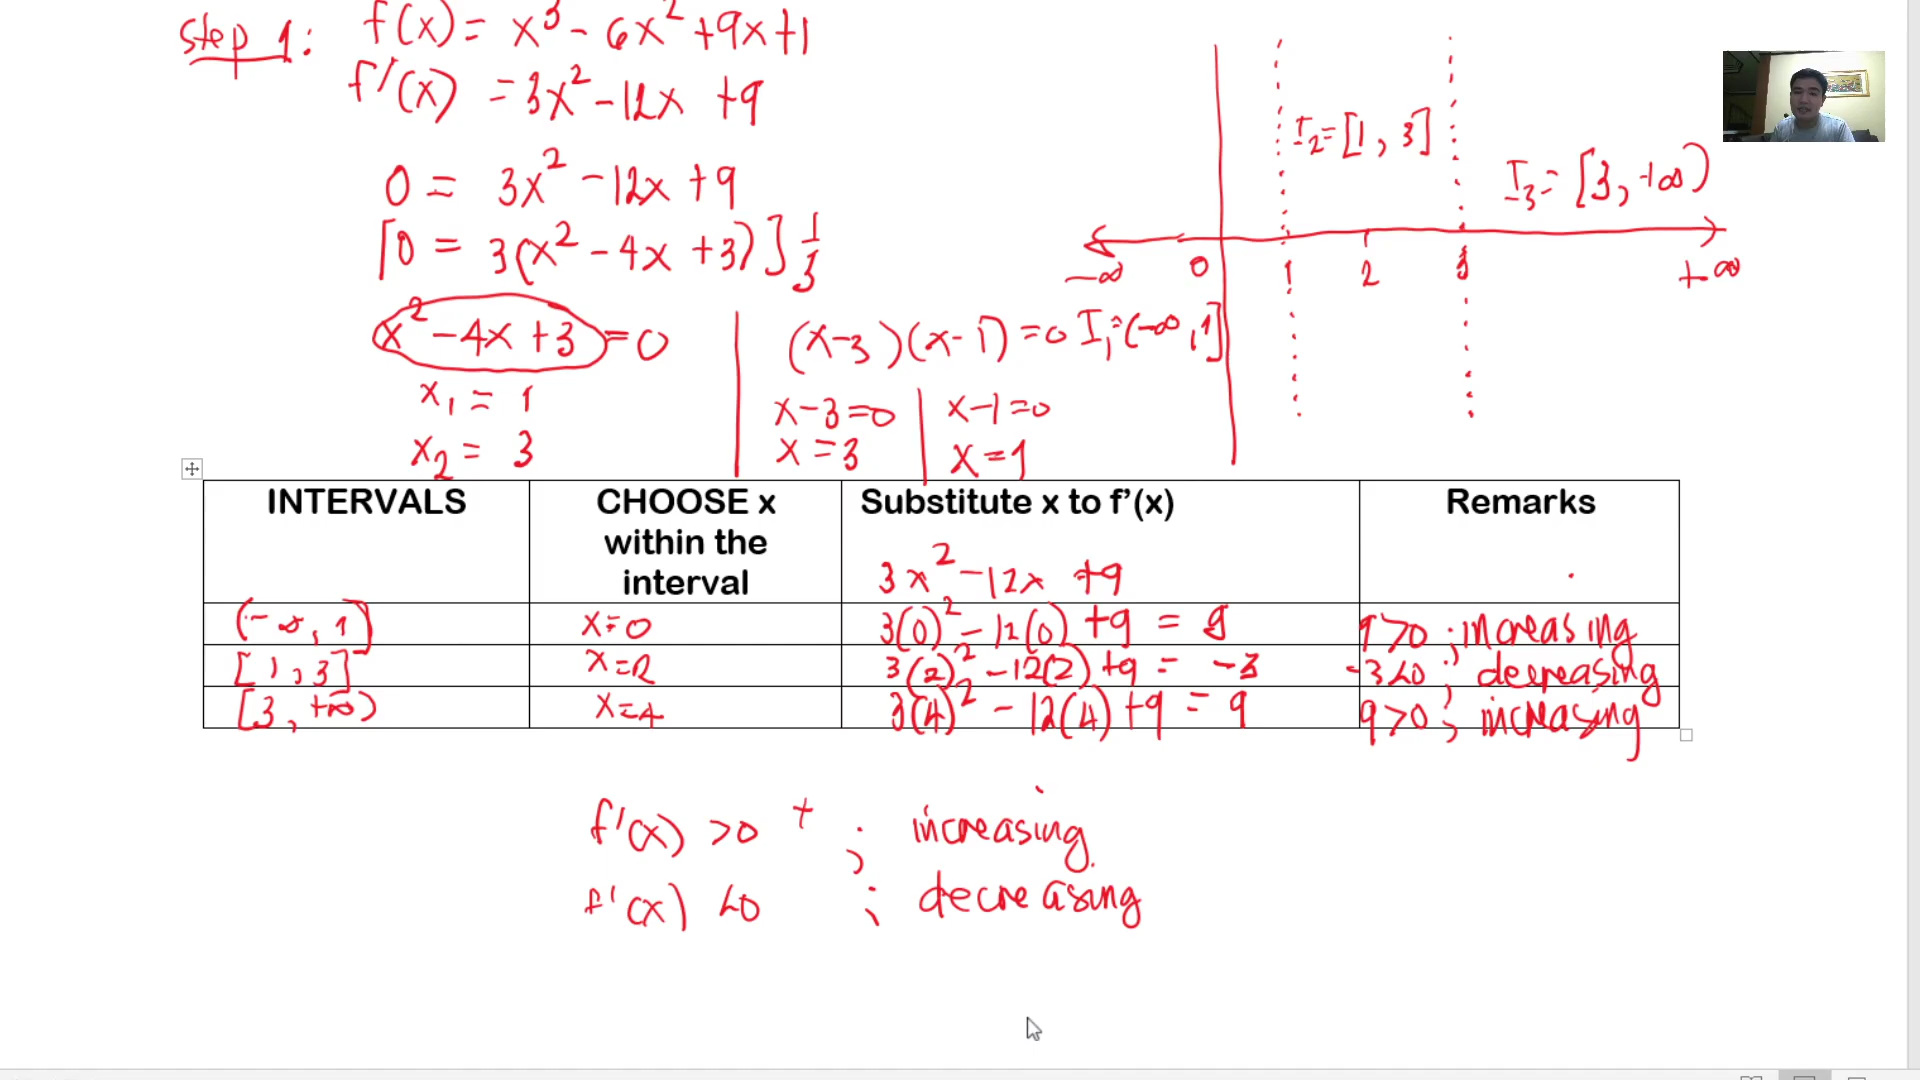 step 1:
f(x) = x³ - 6x² + 9x + 1
f'(x) = 3x² - 12x + 9
0 = 3x² - 12x + 9
[0 = 3(x² - 4x + 3)] 1/3
x² - 4x + 3 = 0
x₁ = 1
x₂ = 3
(x-3)(x-1) = 0
x-3=0
x=3
x-1=0
x=1
I₂ = [1, 3]
I₃ = [3, +∞)
-∞ 0 1 2 3 +∞
I₁ = (-∞, 1]
INTERVALS
CHOOSE x
within the
interval
Substitute x to f’(x)
3x² - 12x + 9
Remarks
(-∞, 1] x=0 3(0)² - 12(0) + 9 = 9 9>0 ; increasing
[1, 3] x=2 3(2)² - 12(2) + 9 = -3 -3<0 ; decreasing
[3, +∞) x=4 3(4)² - 12(4) + 9 = 9 9>0 ; increasing
f'(x) >0 + ; increasing
f'(x) <0 ; decreasing